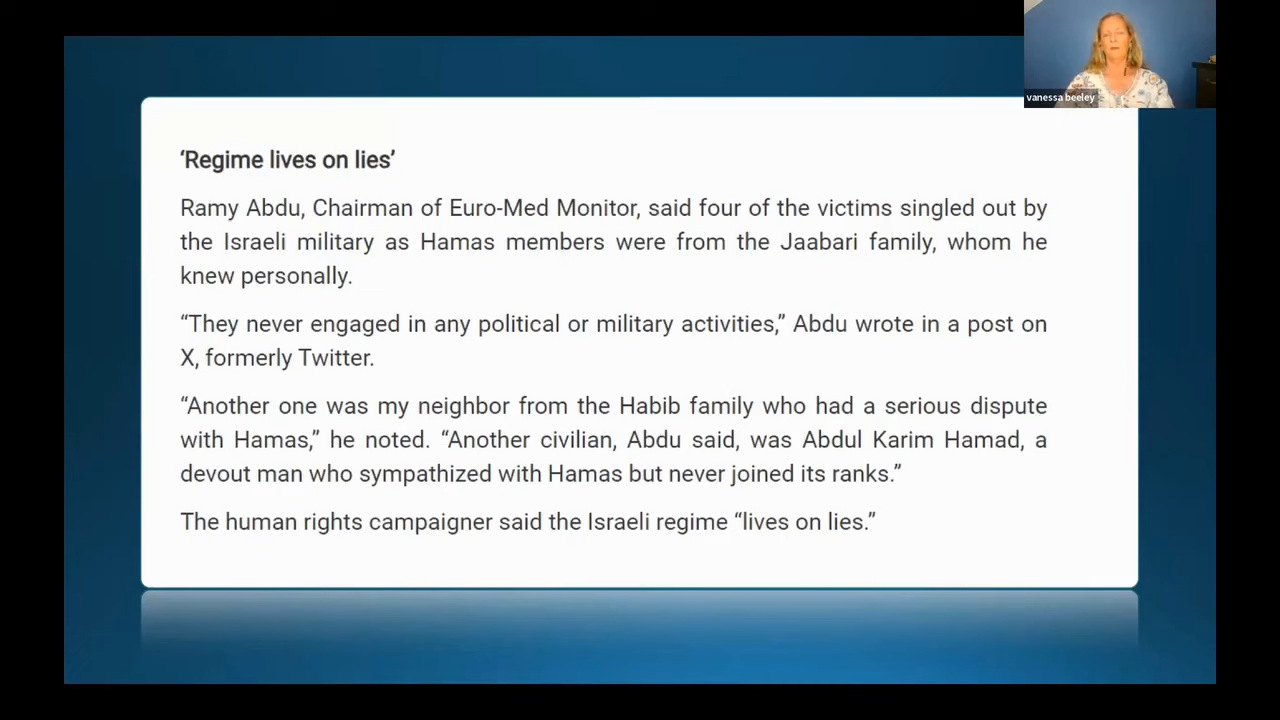 vanessa beeley
‘Regime lives on lies’
Ramy Abdu, Chairman of Euro-Med Monitor, said four of the victims singled out by
the Israeli military as Hamas members were from the Jaabari family, whom he
knew personally.
“They never engaged in any political or military activities,” Abdu wrote in a post on
X, formerly Twitter.
“Another one was my neighbor from the Habib family who had a serious dispute
with Hamas,” he noted. “Another civilian, Abdu said, was Abdul Karim Hamad, a
devout man who sympathized with Hamas but never joined its ranks.”
The human rights campaigner said the Israeli regime “lives on lies.”